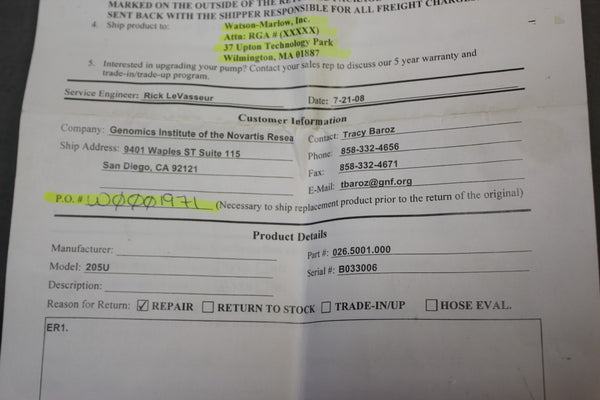 MARKED ON THE OUTSIDE OF THE
SENT BACK WITH THE SHIPPER RESPONSIBLE FOR ALL FREIGHT CHARGE
4. Ship product to: Watson-Marlow, Inc.
Attn: RGA # (XXXXX)
37 Upton Technology Park
Wilmington, MA 01887
5. Interested in upgrading your pump? Contact your sales rep to discuss our 5 year warranty and
trade-in/trade-up program.
Service Engineer: Rick LeVasseur Date: 7-21-08
Customer Information
Company: Genomics Institute of the Novartis Resea Contact: Tracy Baroz
Ship Address: 9401 Waples ST Suite 115 Phone: 858-332-4656
San Diego, CA 92121 Fax: 858-332-4671
E-Mail: tbaroz@gnf.org
P.O. # W0001971 (Necessary to ship replacement product prior to the return of the original)
Product Details
Manufacturer: Part #: 026.5001.000
Model: 205U Serial #: B033006
Description:
Reason for Return: ☑ REPAIR ☐ RETURN TO STOCK ☐ TRADE-IN/UP ☐ HOSE EVAL.
ER1.